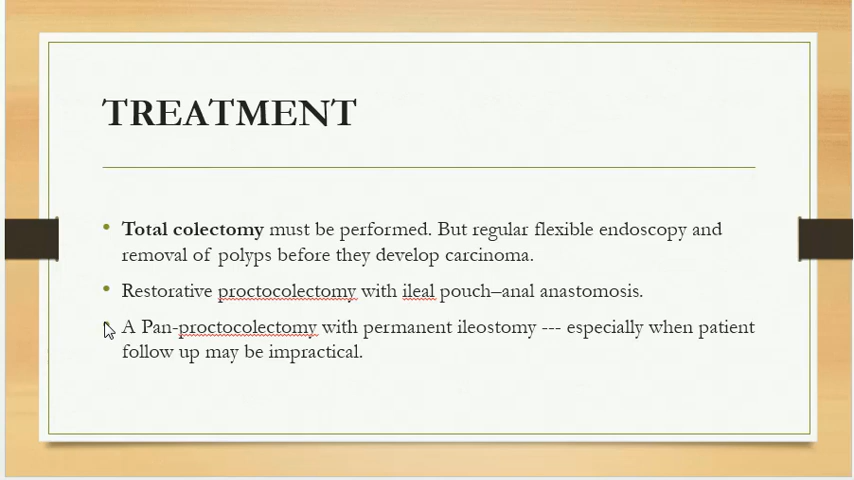 TREATMENT
Total colectomy must be performed. But regular flexible endoscopy and
removal of polyps before they develop carcinoma.
Restorative proctocolectomy with ileal pouch–anal anastomosis.
A Pan-proctocolectomy with permanent ileostomy --- especially when patient
follow up may be impractical.